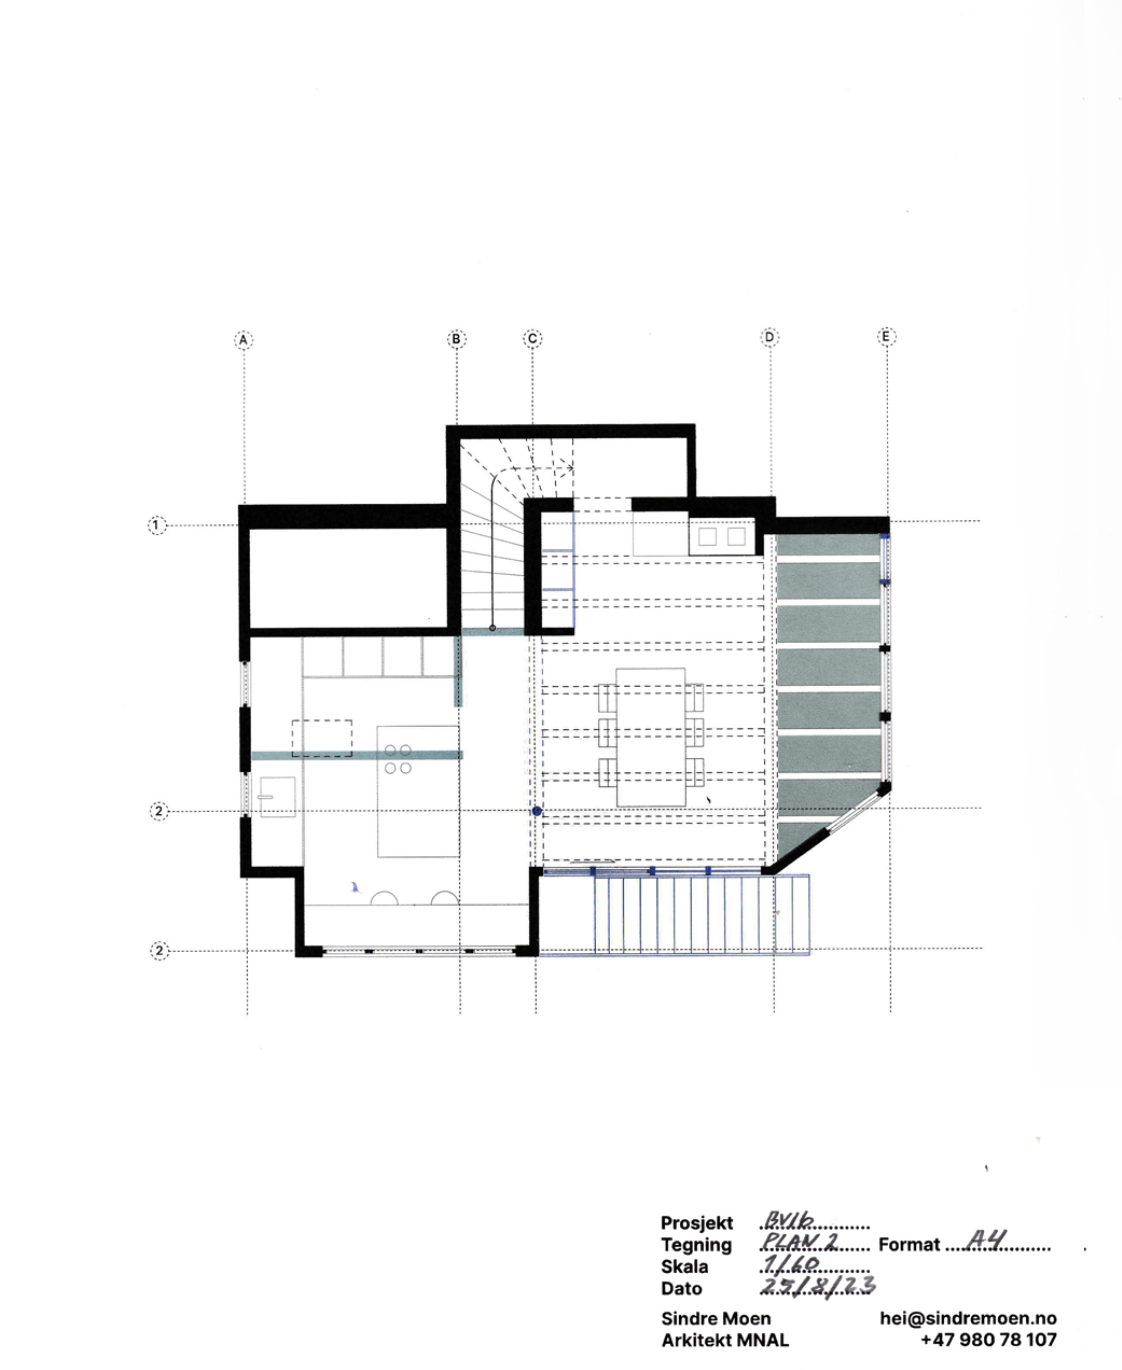 A B C D E
1
2
2
Prosjekt BV1b
Tegning PLAN 2 Format A4
Skala 1/60
Dato 25/8/23
Sindre Moen hei@sindremoen.no
Arkitekt MNAL +47 980 78 107